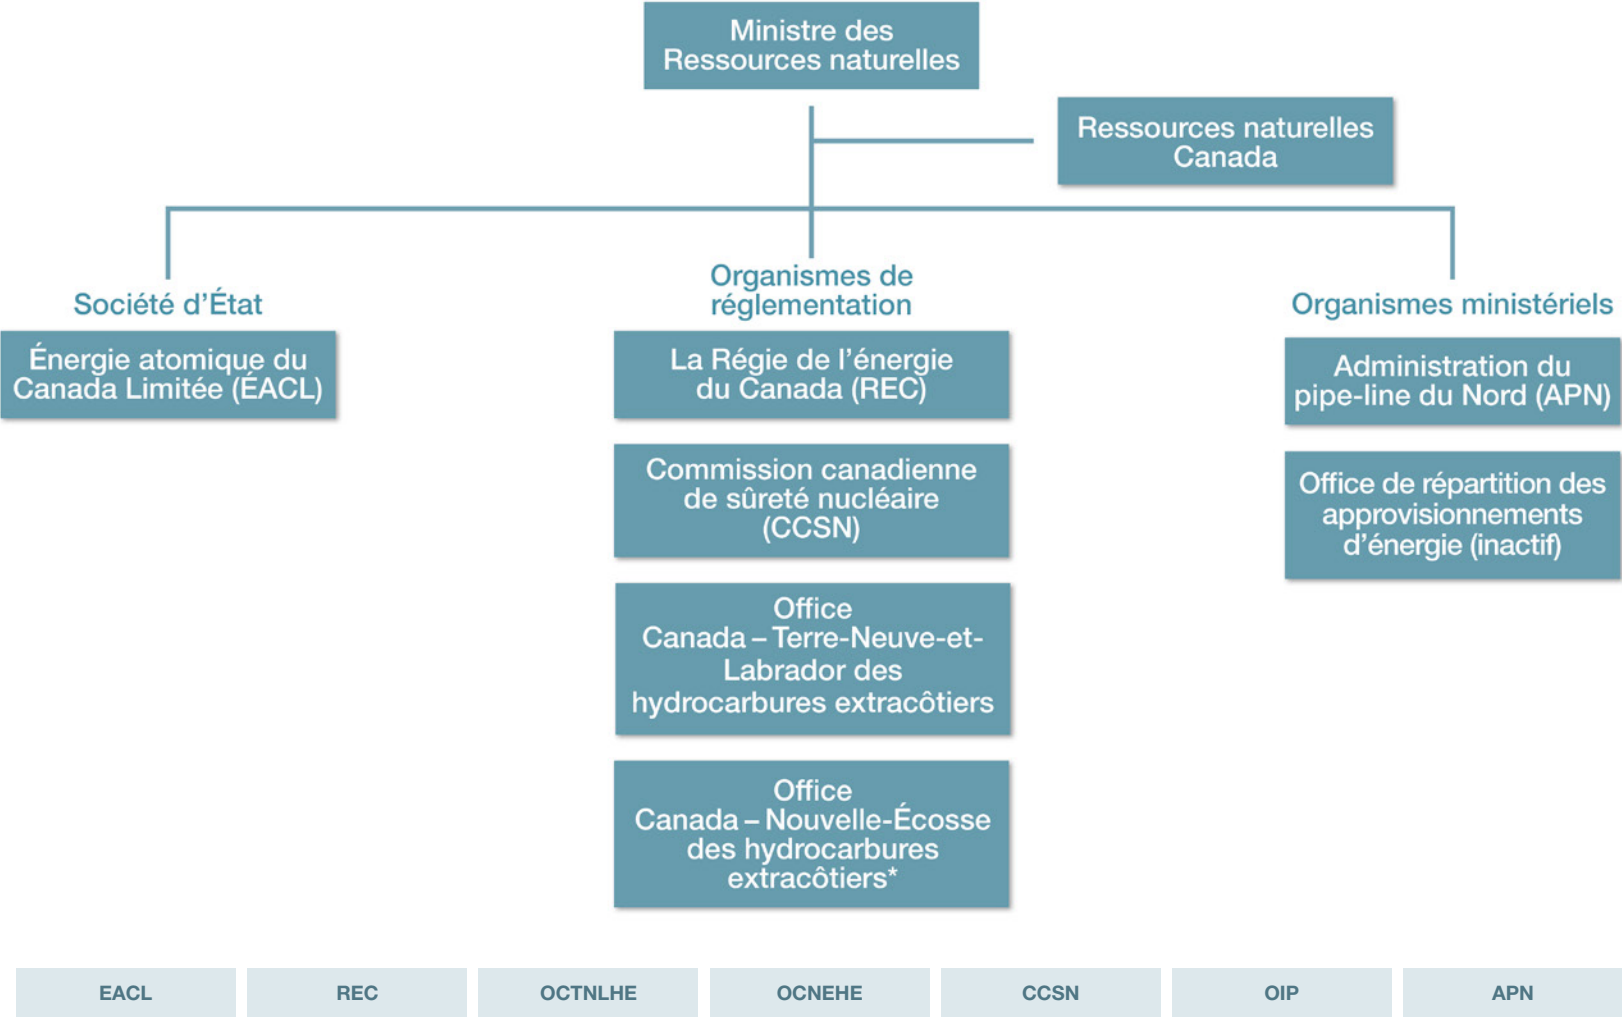 Ministre des
Ressources naturelles
Ressources naturelles
Canada
Société d'État
Énergie atomique du
Canada Limitée (ÉACL)
Organismes de
réglementation
La Régie de l'énergie
du Canada (REC)
Commission canadienne
de sûreté nucléaire
(CCSN)
Office
Canada – Terre-Neuve-et-
Labrador des
hydrocarbures extracôtiers
Office
Canada – Nouvelle-Écosse
des hydrocarbures
extracôtiers*
Organismes ministériels
Administration du
pipe-line du Nord (APN)
Office de répartition des
approvisionnements
d'énergie (inactif)
EACL REC OCTNLHE OCNEHE CCSN OIP APN